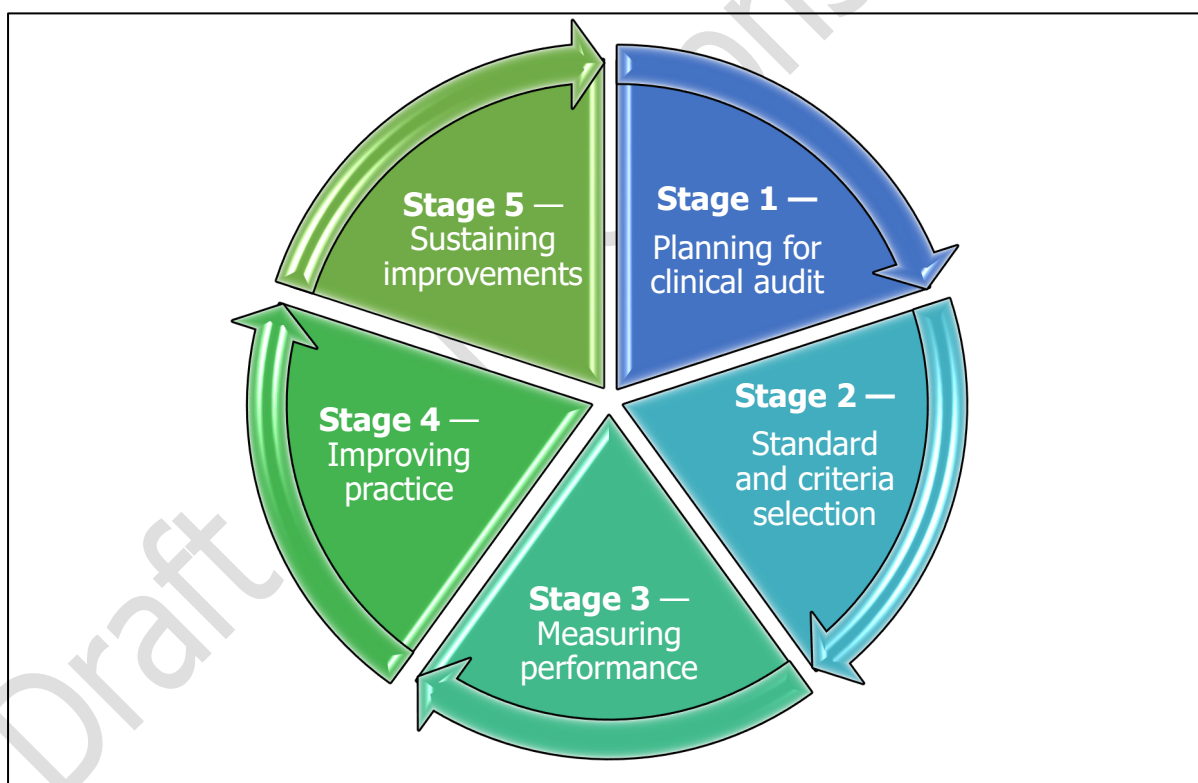 Stage 1 —
Planning for
clinical audit
Stage 2 —
Standard
and criteria
selection
Stage 3 —
Measuring
performance
Stage 4 —
Improving
practice
Stage 5 —
Sustaining
improvements
Draft